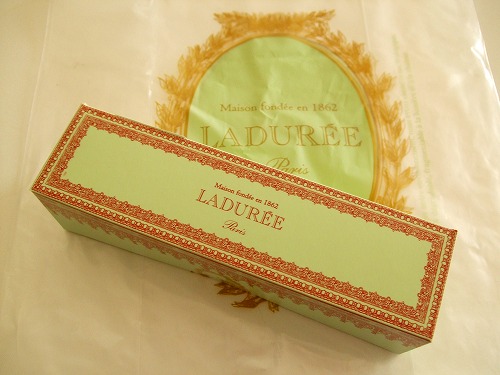 Maison fondée en 1862
LADURÉE
Paris
Maison fondée en 1862
LADURÉE
Paris